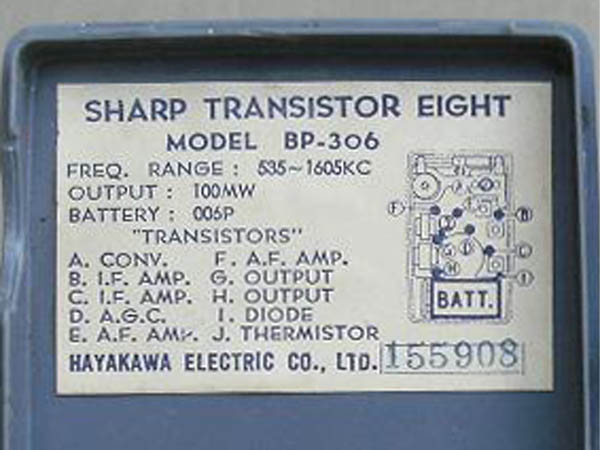 SHARP TRANSISTOR EIGHT
MODEL BP-306
FREQ. RANGE : 535~1605KC
OUTPUT : 100MW
BATTERY : 006P
"TRANSISTORS"
A. CONV. F. A.F. AMP.
B. I.F. AMP. G. OUTPUT
C. I.F. AMP. H. OUTPUT
D. A.G.C. I. DIODE
E. A.F. AMP. J. THERMISTOR
HAYAKAWA ELECTRIC CO., LTD. 155908
F
B
G
D
C
H
I
BATT.